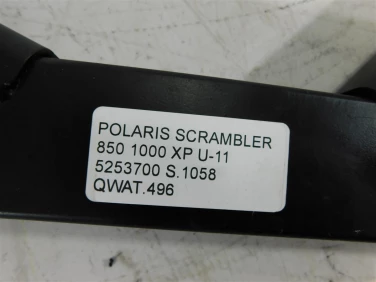 POLARIS SCRAMBLER
850 1000 XP U-11
5253700 S.1058
QWAT.496